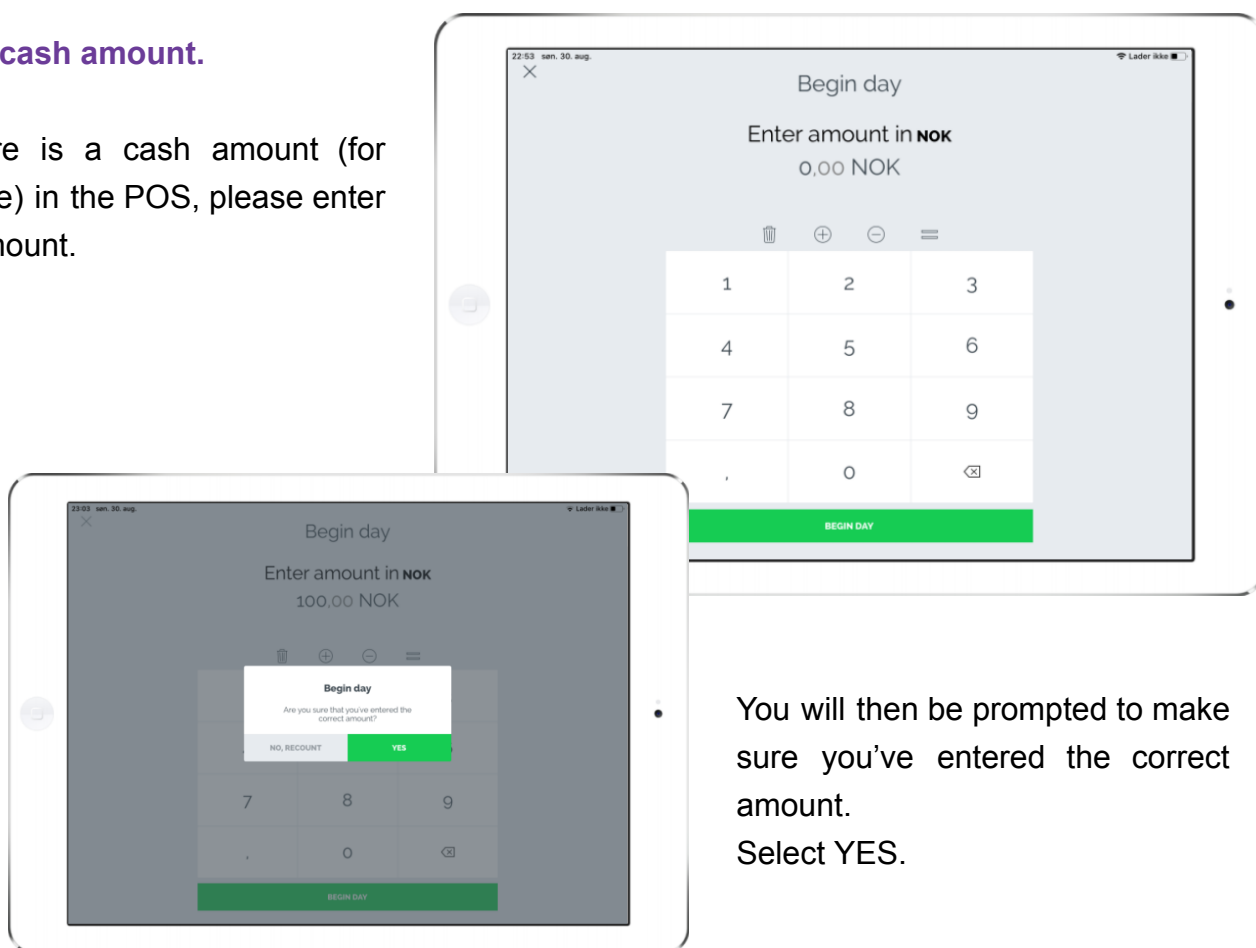 cash amount.
re is a cash amount (for
e) in the POS, please enter
nount.
22:53 søn. 30. aug.
Lader ikke
Begin day
Enter amount in NOK
0,00 NOK
1 2 3
4 5 6
7 8 9
, 0
BEGIN DAY
23:03 søn. 30. aug.
Lader ikke
Begin day
Enter amount in NOK
100,00 NOK
Begin day
Are you sure that you've entered the
correct amount?
NO, RECOUNT YES
7 8 9
, 0
BEGIN DAY
You will then be prompted to make
sure you've entered the correct
amount.
Select YES.